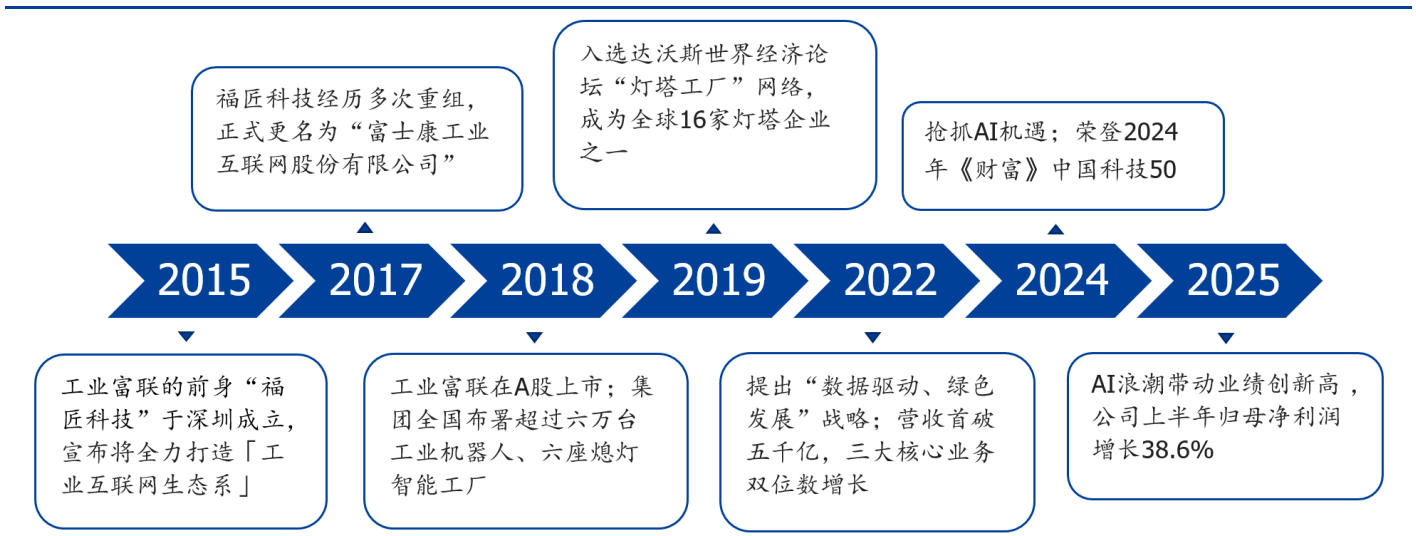 福匠科技经历多次重组，
正式更名为“富士康工业
互联网股份有限公司”
入选达沃斯世界经济论
坛“灯塔工厂”网络，
成为全球16家灯塔企业
之一
抢抓AI机遇；荣登2024
年《财富》中国科技50
2015
2017
2018
2019
2022
2024
2025
工业富联的前身“福
匠科技”于深圳成立，
宣布将全力打造「工
业互联网生态系」
工业富联在A股上市；集
团全国布署超过六万台
工业机器人、六座熄灯
智能工厂
提出“数据驱动、绿色
发展”战略；营收首破
五千亿，三大核心业务
双位数增长
AI浪潮带动业绩创新高，
公司上半年归母净利润
增长38.6%